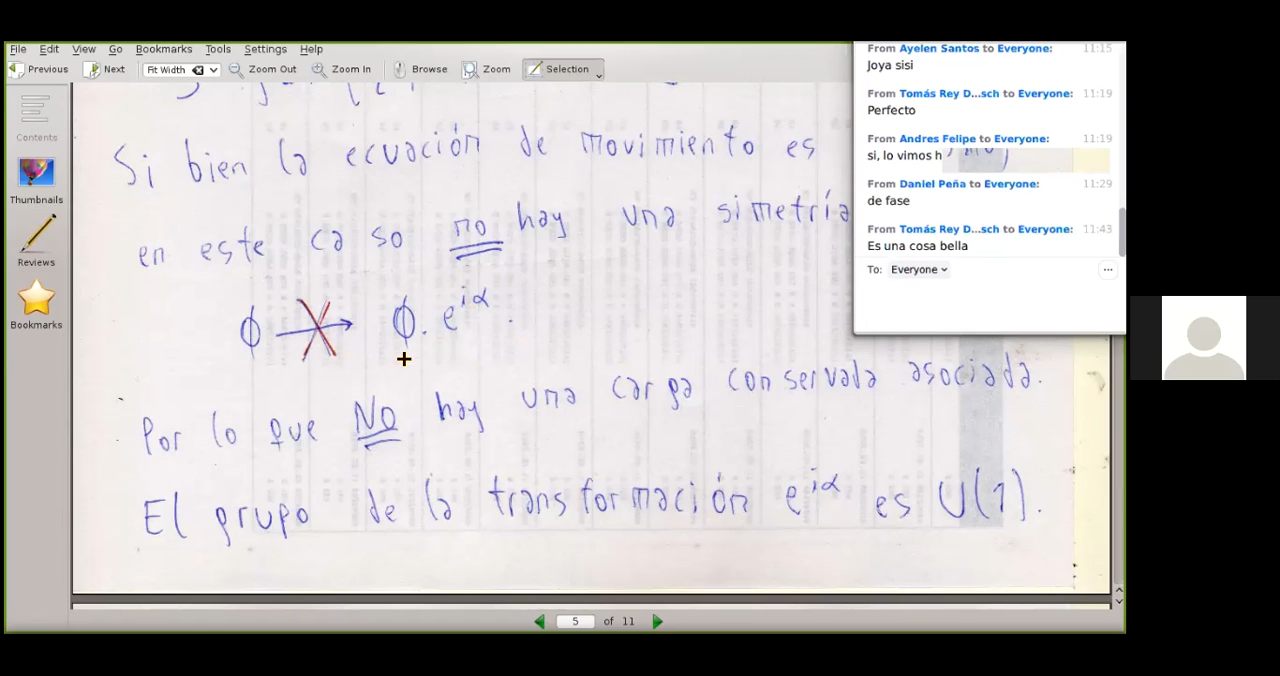 File Edit View Go Bookmarks Tools Settings Help
Previous Next Fit Width Zoom Out Zoom In Browse Zoom Selection
Contents
Thumbnails
Reviews
Bookmarks
Si bien la ecuación de movimiento es
en este caso no hay una simetría
ϕ → ϕ. e^{iα}.
Por lo que NO hay una carga conservada asociada.
El grupo de la transformación e^{iα} es U(1).
5 of 11
From Ayelen Santos to Everyone: 11:15
Joya sisi
From Tomás Rey D...sch to Everyone: 11:19
Perfecto
From Andres Felipe to Everyone: 11:19
si, lo vimos h
From Daniel Peña to Everyone: 11:29
de fase
From Tomás Rey D...sch to Everyone: 11:43
Es una cosa bella
To: Everyone